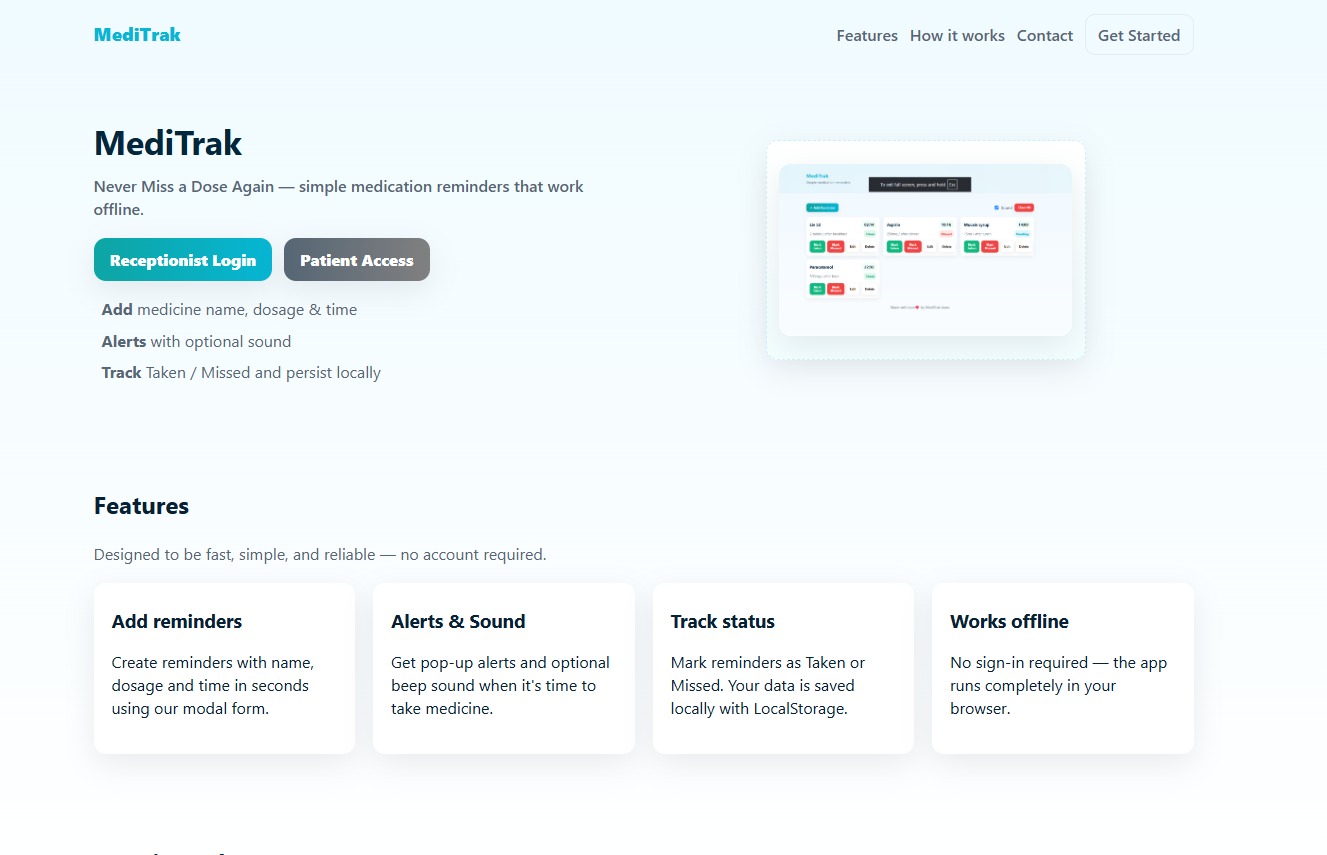 MediTrak
Features How it works Contact Get Started
MediTrak
Never Miss a Dose Again — simple medication reminders that work
offline.
Receptionist Login Patient Access
Add medicine name, dosage & time
Alerts with optional sound
Track Taken / Missed and persist locally
MediTrak
To exit full screen, press and hold Esc
Features
Designed to be fast, simple, and reliable — no account required.
Add reminders
Create reminders with name,
dosage and time in seconds
using our modal form.
Alerts & Sound
Get pop-up alerts and optional
beep sound when it's time to
take medicine.
Track status
Mark reminders as Taken or
Missed. Your data is saved
locally with LocalStorage.
Works offline
No sign-in required — the app
runs completely in your
browser.